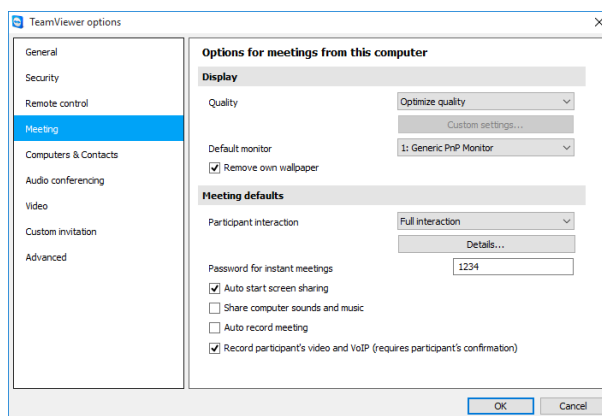 TeamViewer options
General
Security
Remote control
Meeting
Computers & Contacts
Audio conferencing
Video
Custom invitation
Advanced
Options for meetings from this computer
Display
Quality
Optimize quality
Custom settings...
Default monitor
1: Generic PnP Monitor
Remove own wallpaper
Meeting defaults
Participant interaction
Full interaction
Details...
Password for instant meetings
1234
Auto start screen sharing
Share computer sounds and music
Auto record meeting
Record participant's video and VoIP (requires participant's confirmation)
OK
Cancel